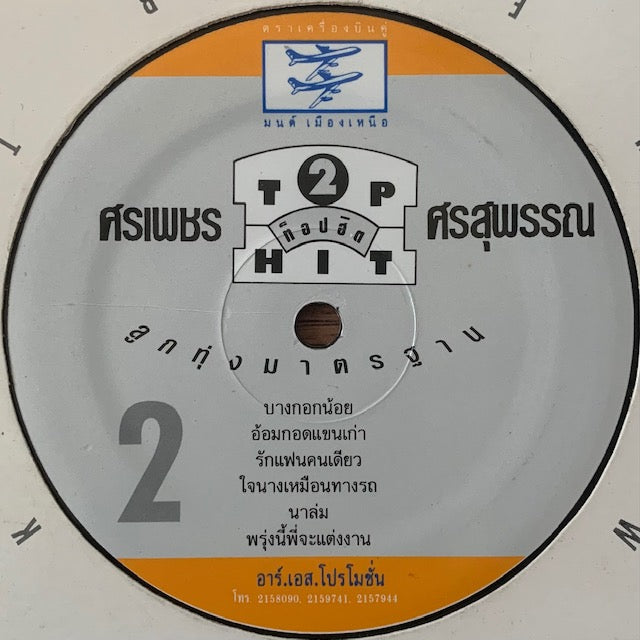 ตราเครื่องบินคู่
มนต์ เมืองเหนือ
T 2 P
ศรเพชร ท็อปฮิต ศรสุพรรณ
HIT
ลูกทุ่งมาตรฐาน
2
บางกอกน้อย
อ้อมกอดแขนเก่า
รักแฟนคนเดียว
ใจนางเหมือนทางรถ
นาล่ม
พรุ่งนี้พี่จะแต่งงาน
อาร์.เอส.โปรโมชั่น
โทร. 2158090, 2159741, 2157944
K
W